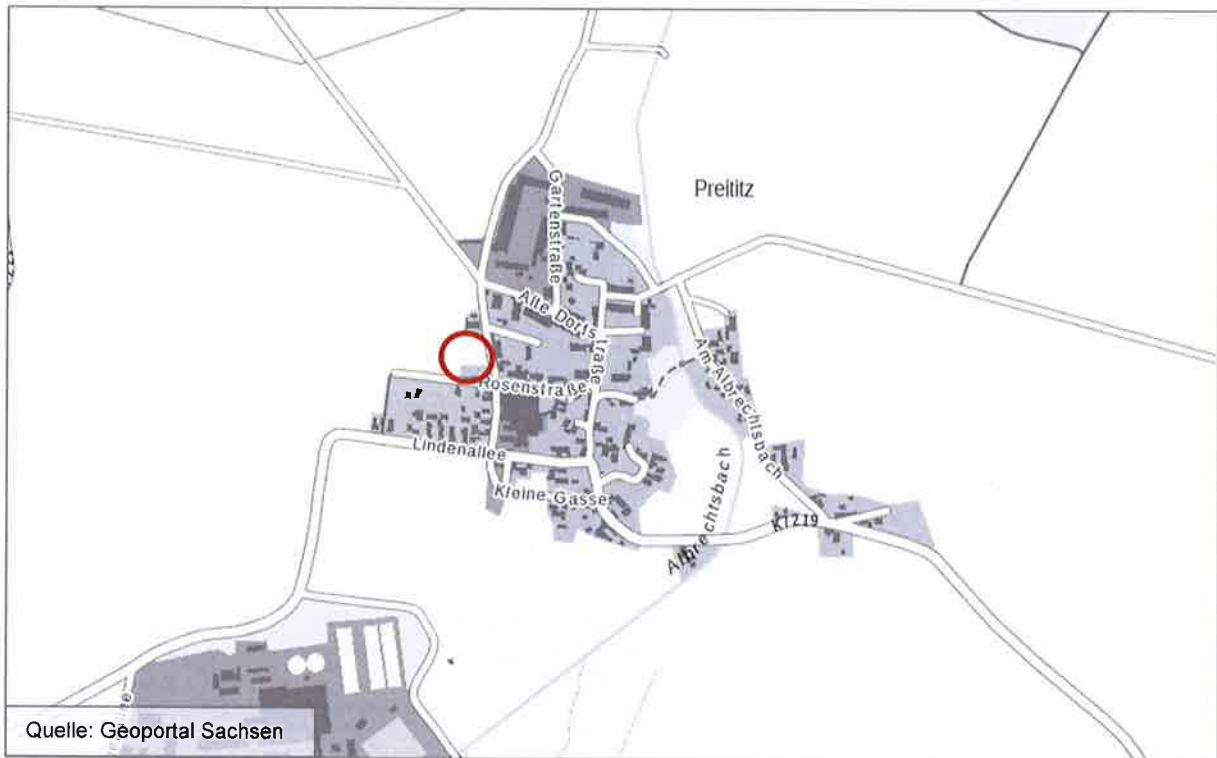 Preititz
Gartenstraße
Alte Dorfstraße
Am Albrechtsbach
Rosenstraße
Lindenallee
Kleine Gasse
Albrechtsbach
K7219
Quelle: Geoportal Sachsen